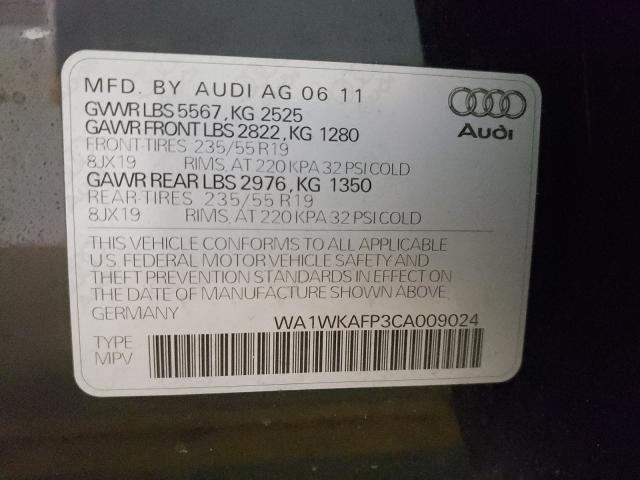 MFD. BY AUDI AG 06 11
GVWR LBS 5567, KG 2525
GAWR FRONT LBS 2822, KG 1280
FRONT-TIRES 235/55 R19
8JX19 RIMS, AT 220 KPA 32 PSI COLD
GAWR REAR LBS 2976, KG 1350
REAR-TIRES 235/55 R19
8JX19 RIMS, AT 220 KPA 32 PSI COLD
Audi
THIS VEHICLE CONFORMS TO ALL APPLICABLE
U.S. FEDERAL MOTOR VEHICLE SAFETY AND
THEFT PREVENTION STANDARDS IN EFFECT ON
THE DATE OF MANUFACTURE SHOWN ABOVE.
GERMANY
WA1WKAFP3CA009024
TYPE
MPV